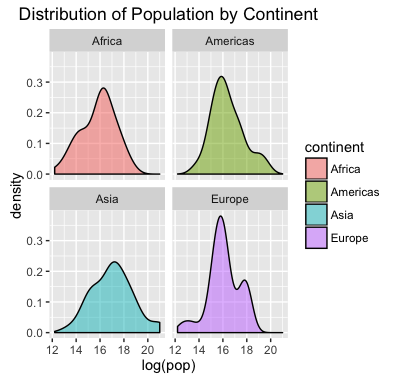 Distribution of Population by Continent
Africa Americas
0.3
0.2
0.1
0.0
Asia Europe
0.3
0.2
0.1
0.0
12 14 16 18 20 12 14 16 18 20
log(pop)
density
continent
Africa
Americas
Asia
Europe